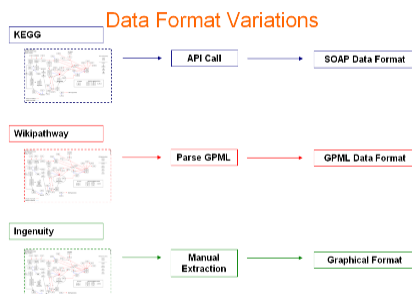 Data Format Variations
KEGG
API Call
SOAP Data Format
Wikipathway
Parse GPML
GPML Data Format
Ingenuity
Manual
Extraction
Graphical Format